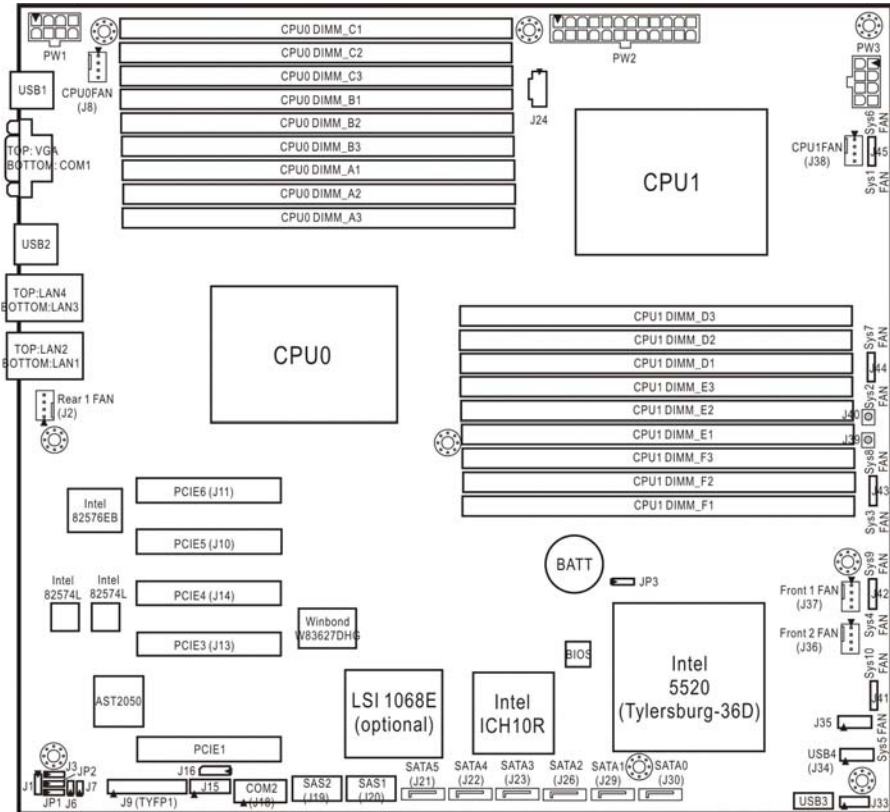 PW1
CPU0 DIMM_C1
CPU0 DIMM_C2
CPU0 DIMM_C3
CPU0 DIMM_B1
CPU0 DIMM_B2
CPU0 DIMM_B3
CPU0 DIMM_A1
CPU0 DIMM_A2
CPU0 DIMM_A3
CPU0FAN
(J8)
PW2
J24
PW3
Sys6
FAN
CPU1FAN
(J38)
J45
Sys1
FAN
USB1
TOP: VGA
BOTTOM: COM1
CPU1
USB2
TOP:LAN4
BOTTOM:LAN3
TOP:LAN2
BOTTOM:LAN1
CPU0
Rear 1 FAN
(J2)
CPU1 DIMM_D3
CPU1 DIMM_D2
CPU1 DIMM_D1
CPU1 DIMM_E3
CPU1 DIMM_E2
CPU1 DIMM_E1
CPU1 DIMM_F3
CPU1 DIMM_F2
CPU1 DIMM_F1
Sys7
FAN
J44
Sys2
FAN
J40
J39
Sys8
FAN
J43
Sys3
FAN
PCIE6 (J11)
Intel
82576EB
PCIE5 (J10)
BATT
JP3
Sys9
FAN
Front 1 FAN
(J37)
J42
Sys4
FAN
Front 2 FAN
(J36)
Sys10
FAN
J41
Intel
82574L
Intel
82574L
PCIE4 (J14)
Winbond
W83627DHG
PCIE3 (J13)
BIOS
AST2050
LSI 1068E
(optional)
Intel
ICH10R
Intel
5520
(Tylersburg-36D)
J35
Sys5
FAN
PCIE1
USB4
(J34)
J3
JP2
J1
JP1
J6
J7
J9 (TYFP1)
J16
J15
COM2
(J18)
SAS2
(J19)
SAS1
(J20)
SATA5
(J21)
SATA4
(J22)
SATA3
(J23)
SATA2
(J26)
SATA1
(J29)
SATA0
(J30)
USB3
J33